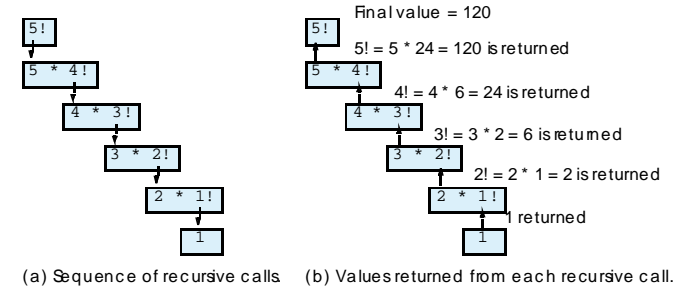 Final value = 120
5!
5!
5! = 5 * 24 = 120 is returned
5 * 4!
5 * 4!
4! = 4 * 6 = 24 is returned
4 * 3!
4 * 3!
3! = 3 * 2 = 6 is returned
3 * 2!
3 * 2!
2! = 2 * 1 = 2 is returned
2 * 1!
2 * 1!
1 returned
1
1
(a) Sequence of recursive calls.
(b) Values returned from each recursive call.